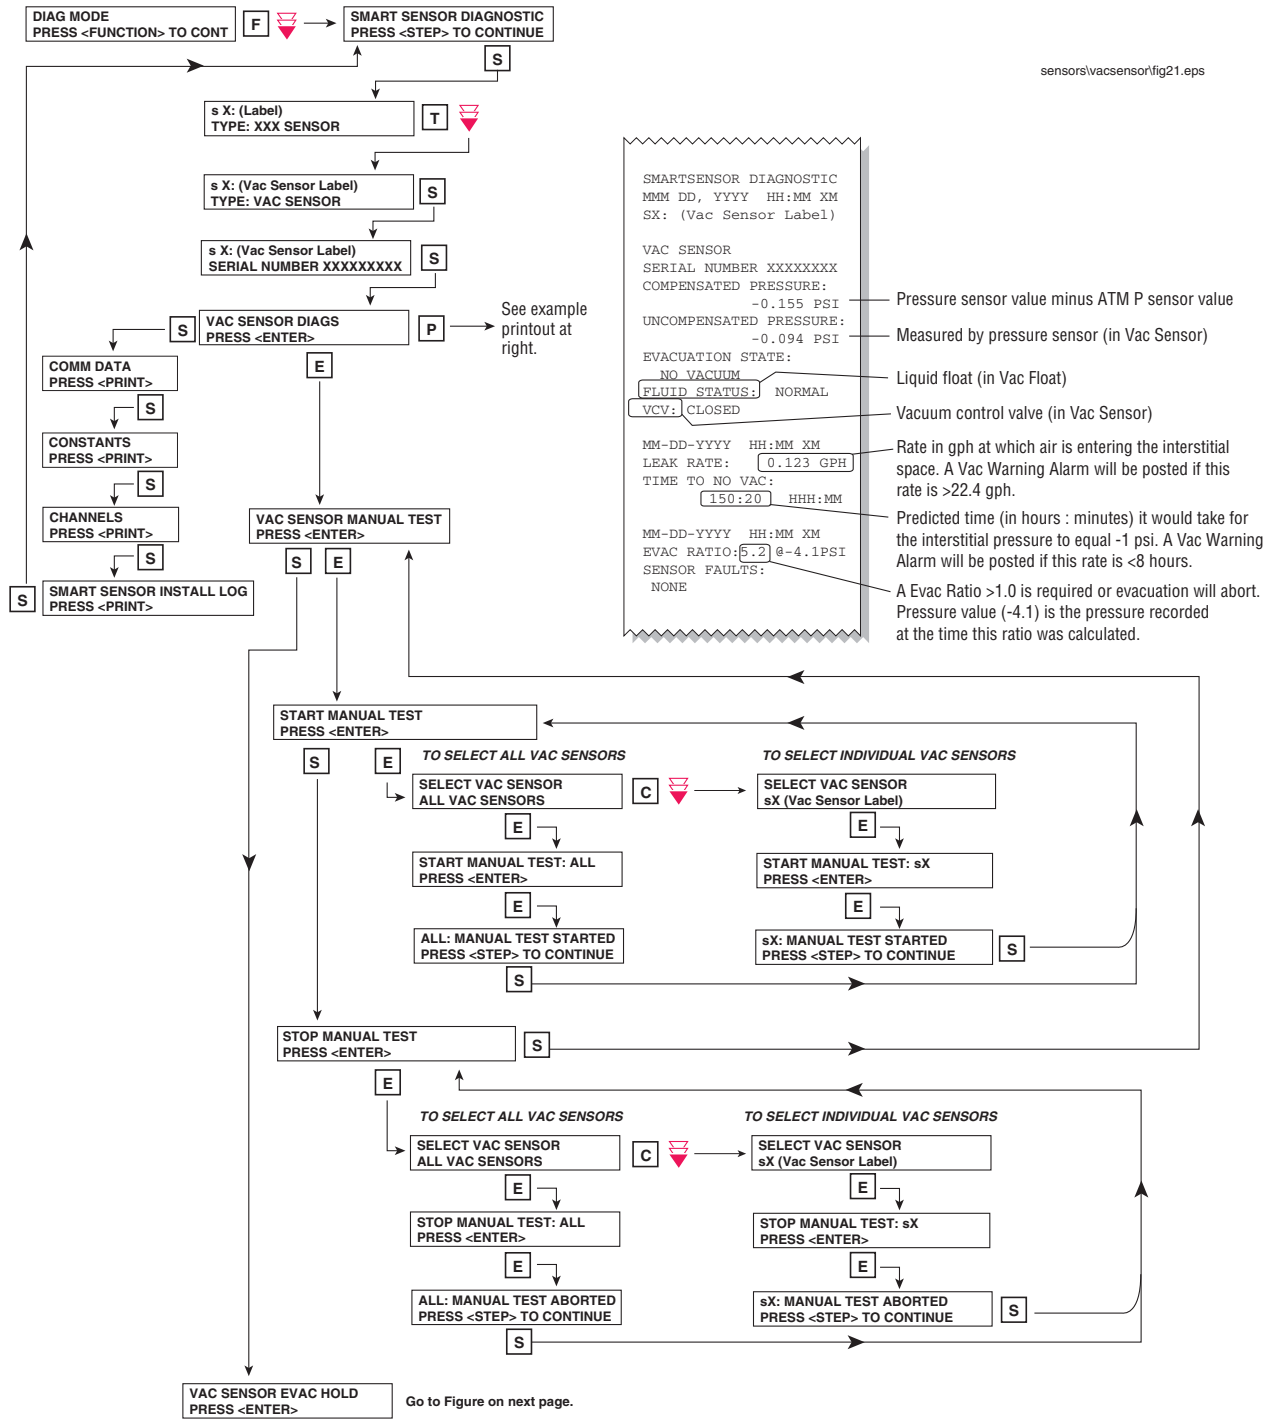 DIAG MODE
PRESS <FUNCTION> TO CONT
F
SMART SENSOR DIAGNOSTIC
PRESS <STEP> TO CONTINUE
S
sensors\vacsensor\fig21.eps
s X: (Label)
TYPE: XXX SENSOR
T
s X: (Vac Sensor Label)
TYPE: VAC SENSOR
S
s X: (Vac Sensor Label)
SERIAL NUMBER XXXXXXXXX
S
S
VAC SENSOR DIAGS
PRESS <ENTER>
P
See example
printout at
right.
E
COMM DATA
PRESS <PRINT>
S
CONSTANTS
PRESS <PRINT>
S
CHANNELS
PRESS <PRINT>
S
S
SMART SENSOR INSTALL LOG
PRESS <PRINT>
SMARTSENSOR DIAGNOSTIC
MMM DD, YYYY HH:MM XM
SX: (Vac Sensor Label)
VAC SENSOR
SERIAL NUMBER XXXXXXXX
COMPENSATED PRESSURE:
-0.155 PSI
UNCOMPENSATED PRESSURE:
-0.094 PSI
EVACUATION STATE:
NO VACUUM
FLUID STATUS: NORMAL
VCV: CLOSED
MM-DD-YYYY HH:MM XM
LEAK RATE: 0.123 GPH
TIME TO NO VAC:
150:20 HHH:MM
MM-DD-YYYY HH:MM XM
EVAC RATIO:5.2 @-4.1PSI
SENSOR FAULTS:
NONE
Pressure sensor value minus ATM P sensor value
Measured by pressure sensor (in Vac Sensor)
Liquid float (in Vac Float)
Vacuum control valve (in Vac Sensor)
Rate in gph at which air is entering the interstitial
space. A Vac Warning Alarm will be posted if this
rate is >22.4 gph.
Predicted time (in hours : minutes) it would take for
the interstitial pressure to equal -1 psi. A Vac Warning
Alarm will be posted if this rate is <8 hours.
A Evac Ratio >1.0 is required or evacuation will abort.
Pressure value (-4.1) is the pressure recorded
at the time this ratio was calculated.
VAC SENSOR MANUAL TEST
PRESS <ENTER>
S
E
START MANUAL TEST
PRESS <ENTER>
S
E
TO SELECT ALL VAC SENSORS
SELECT VAC SENSOR
ALL VAC SENSORS
C
TO SELECT INDIVIDUAL VAC SENSORS
SELECT VAC SENSOR
sX (Vac Sensor Label)
E
E
START MANUAL TEST: ALL
PRESS <ENTER>
START MANUAL TEST: sX
PRESS <ENTER>
E
E
ALL: MANUAL TEST STARTED
PRESS <STEP> TO CONTINUE
S
sX: MANUAL TEST STARTED
PRESS <STEP> TO CONTINUE
S
STOP MANUAL TEST
PRESS <ENTER>
S
E
TO SELECT ALL VAC SENSORS
SELECT VAC SENSOR
ALL VAC SENSORS
C
TO SELECT INDIVIDUAL VAC SENSORS
SELECT VAC SENSOR
sX (Vac Sensor Label)
E
E
STOP MANUAL TEST: ALL
PRESS <ENTER>
STOP MANUAL TEST: sX
PRESS <ENTER>
E
E
ALL: MANUAL TEST ABORTED
PRESS <STEP> TO CONTINUE
S
sX: MANUAL TEST ABORTED
PRESS <STEP> TO CONTINUE
S
VAC SENSOR EVAC HOLD
PRESS <ENTER>
Go to Figure on next page.